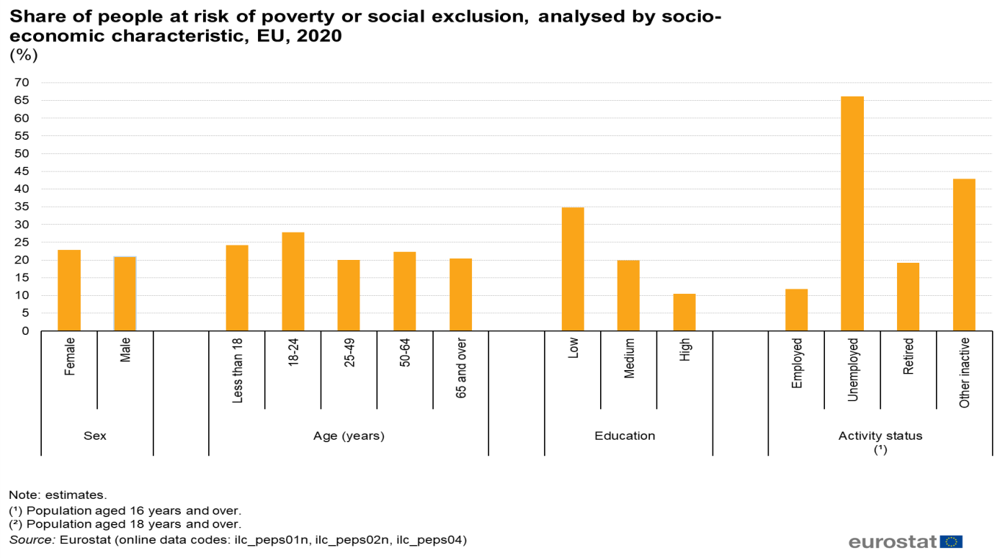 Share of people at risk of poverty or social exclusion, analysed by socio-
economic characteristic, EU, 2020
(%)
70
65
60
55
50
45
40
35
30
25
20
15
10
5
0
Female
Male
Less than 18
18-24
25-49
50-64
65 and over
Low
Medium
High
Employed
Unemployed
Retired
Other inactive
Sex
Age (years)
Education
Activity status
(¹)
Note: estimates.
(¹) Population aged 16 years and over.
(²) Population aged 18 years and over.
Source: Eurostat (online data codes: ilc_peps01n, ilc_peps02n, ilc_peps04)
eurostat